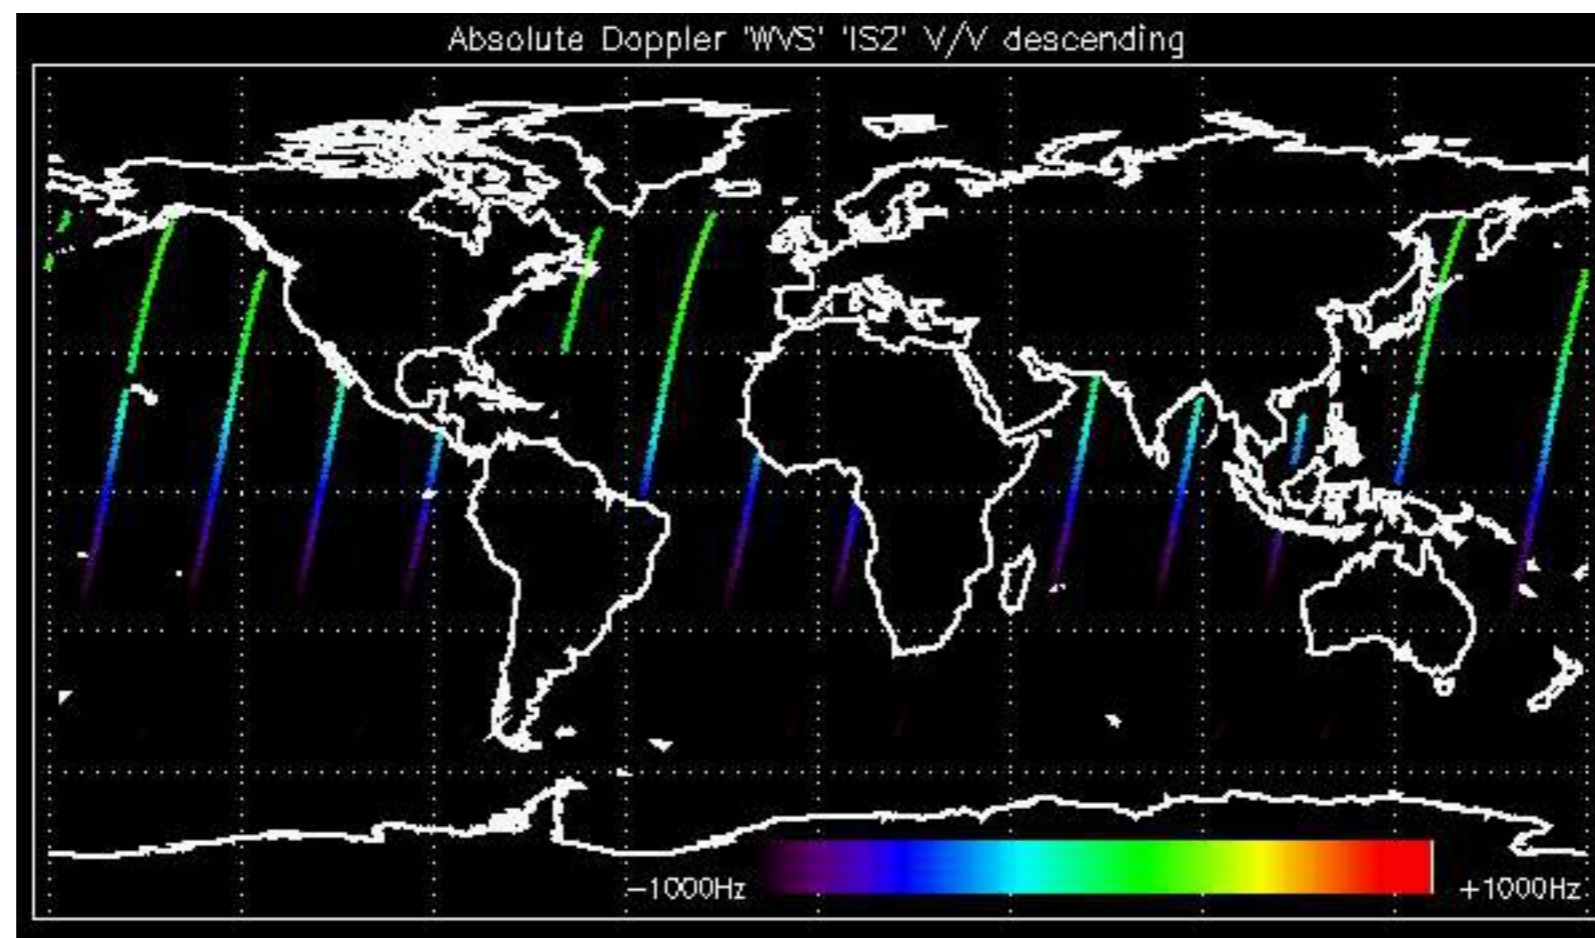 Absolute Doppler 'WVS' 'IS2' V/V descending
−1000Hz
+1000Hz